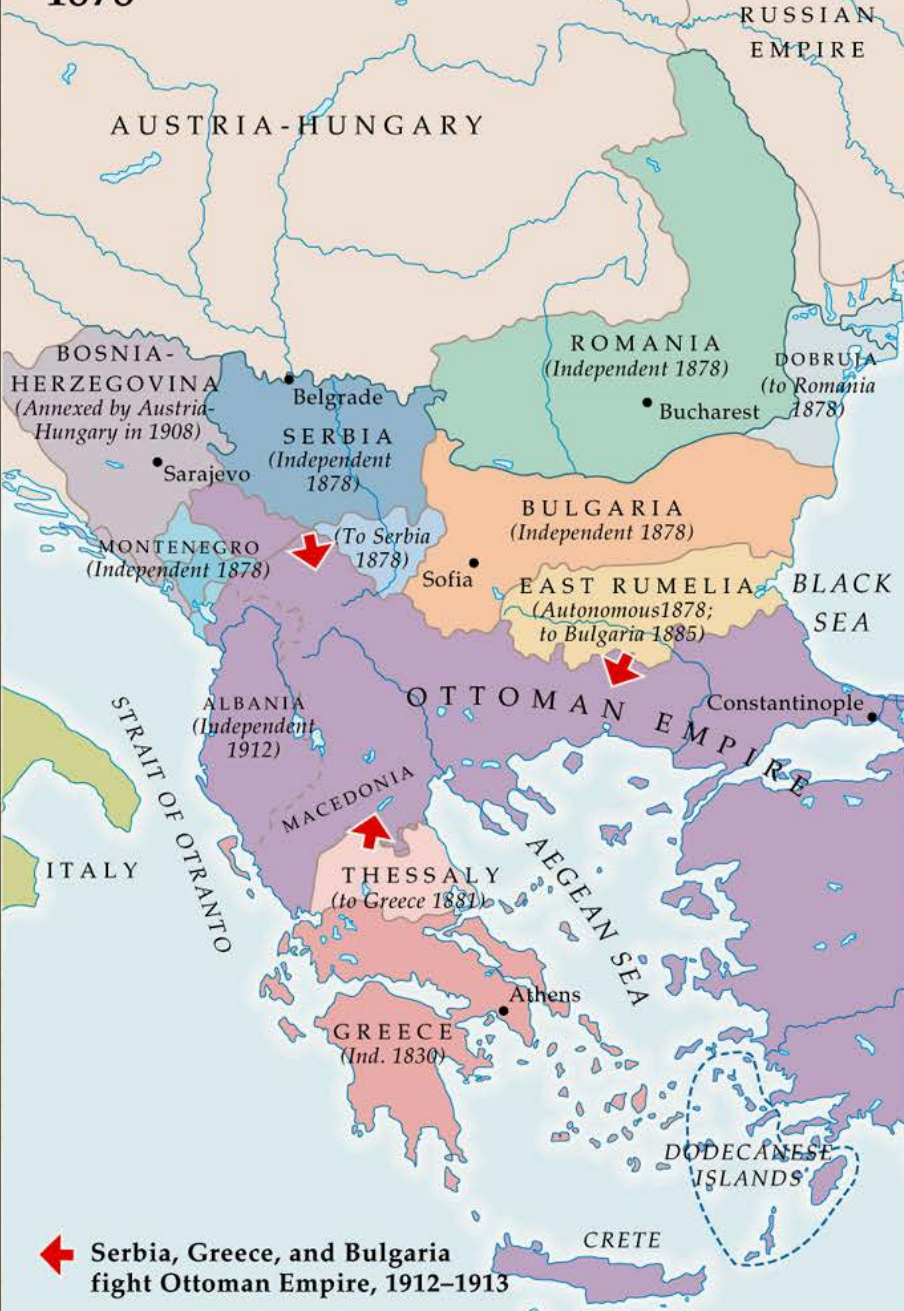 RUSSIAN
EMPIRE
AUSTRIA-HUNGARY
BOSNIA-
HERZEGOVINA
(Annexed by Austria-
Hungary in 1908)
Sarajevo
Belgrade
SERBIA
(Independent
1878)
ROMANIA
(Independent 1878)
Bucharest
DOBRUJA
(to Romania
1878)
MONTENEGRO
(Independent 1878)
(To Serbia
1878)
BULGARIA
(Independent 1878)
Sofia
EAST RUMELIA
(Autonomous1878;
to Bulgaria 1885)
BLACK
SEA
ALBANIA
(Independent
1912)
OTTOMAN EMPIRE
Constantinople
STRAIT OF OTRANTO
MACEDONIA
ITALY
THESSALY
(to Greece 1881)
AEGEAN SEA
Athens
GREECE
(Ind. 1830)
DODECANESE
ISLANDS
CRETE
Serbia, Greece, and Bulgaria
fight Ottoman Empire, 1912–1913